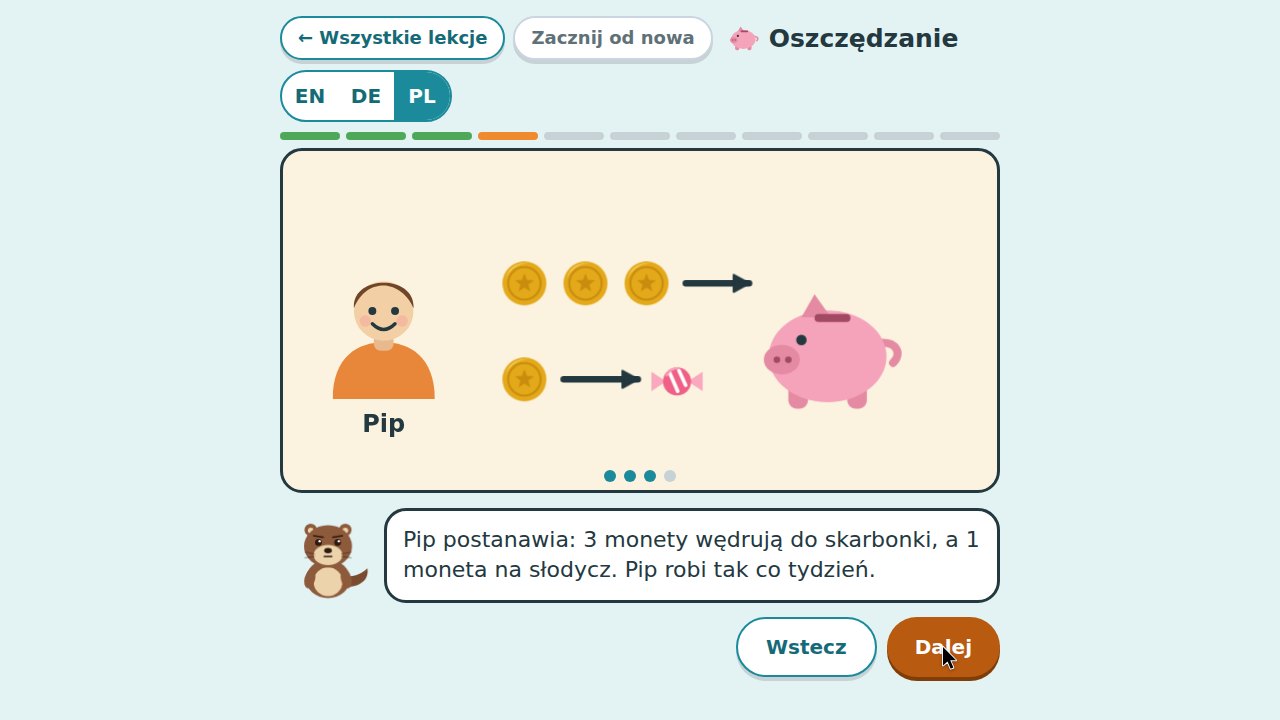 ← Wszystkie lekcje
Zacznij od nowa
Oszczędzanie
EN DE PL
Pip
Pip postanawia: 3 monety wędrują do skarbonki, a 1
moneta na słodycz. Pip robi tak co tydzień.
Wstecz
Dalej